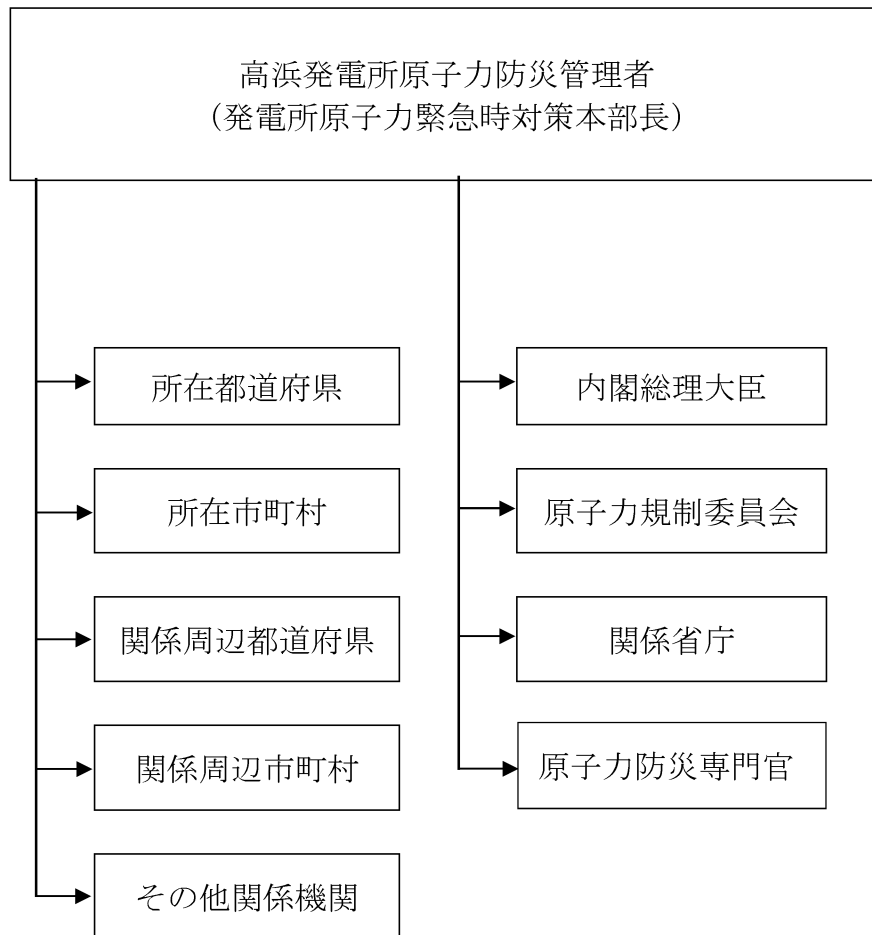 高浜発電所原子力防災管理者
（発電所原子力緊急時対策本部長）
所在都道府県
所在市町村
関係周辺都道府県
関係周辺市町村
その他関係機関
内閣総理大臣
原子力規制委員会
関係省庁
原子力防災専門官